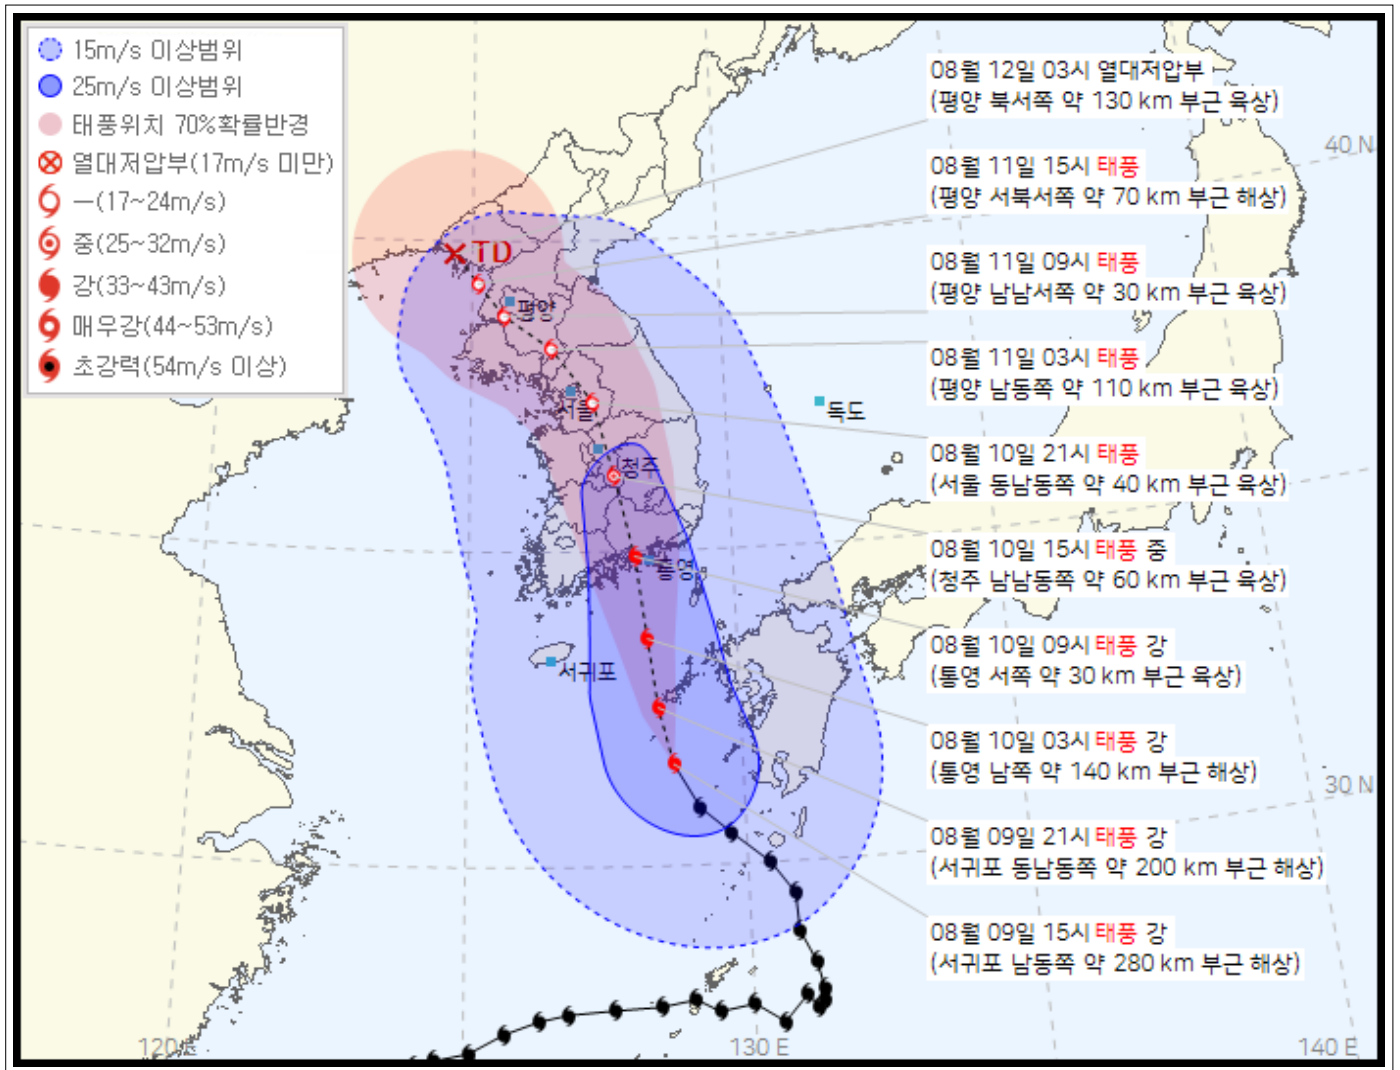 15m/s 이상범위
25m/s 이상범위
태풍위치 70%확률반경
열대저압부(17m/s 미만)
—(17~24m/s)
중(25~32m/s)
강(33~43m/s)
매우강(44~53m/s)
초강력(54m/s 이상)
08월 12일 03시 열대저압부
(평양 북서쪽 약 130 km 부근 육상)
40 N
08월 11일 15시 태풍
(평양 서북서쪽 약 70 km 부근 해상)
TD
08월 11일 09시 태풍
(평양 남남서쪽 약 30 km 부근 육상)
평양
08월 11일 03시 태풍
(평양 남동쪽 약 110 km 부근 육상)
서울
독도
08월 10일 21시 태풍
(서울 동남동쪽 약 40 km 부근 육상)
청주
08월 10일 15시 태풍 중
(청주 남남동쪽 약 60 km 부근 육상)
통영
08월 10일 09시 태풍 강
(통영 서쪽 약 30 km 부근 육상)
서귀포
08월 10일 03시 태풍 강
(통영 남쪽 약 140 km 부근 해상)
30 N
08월 09일 21시 태풍 강
(서귀포 동남동쪽 약 200 km 부근 해상)
08월 09일 15시 태풍 강
(서귀포 남동쪽 약 280 km 부근 해상)
120 E
130 E
140 E